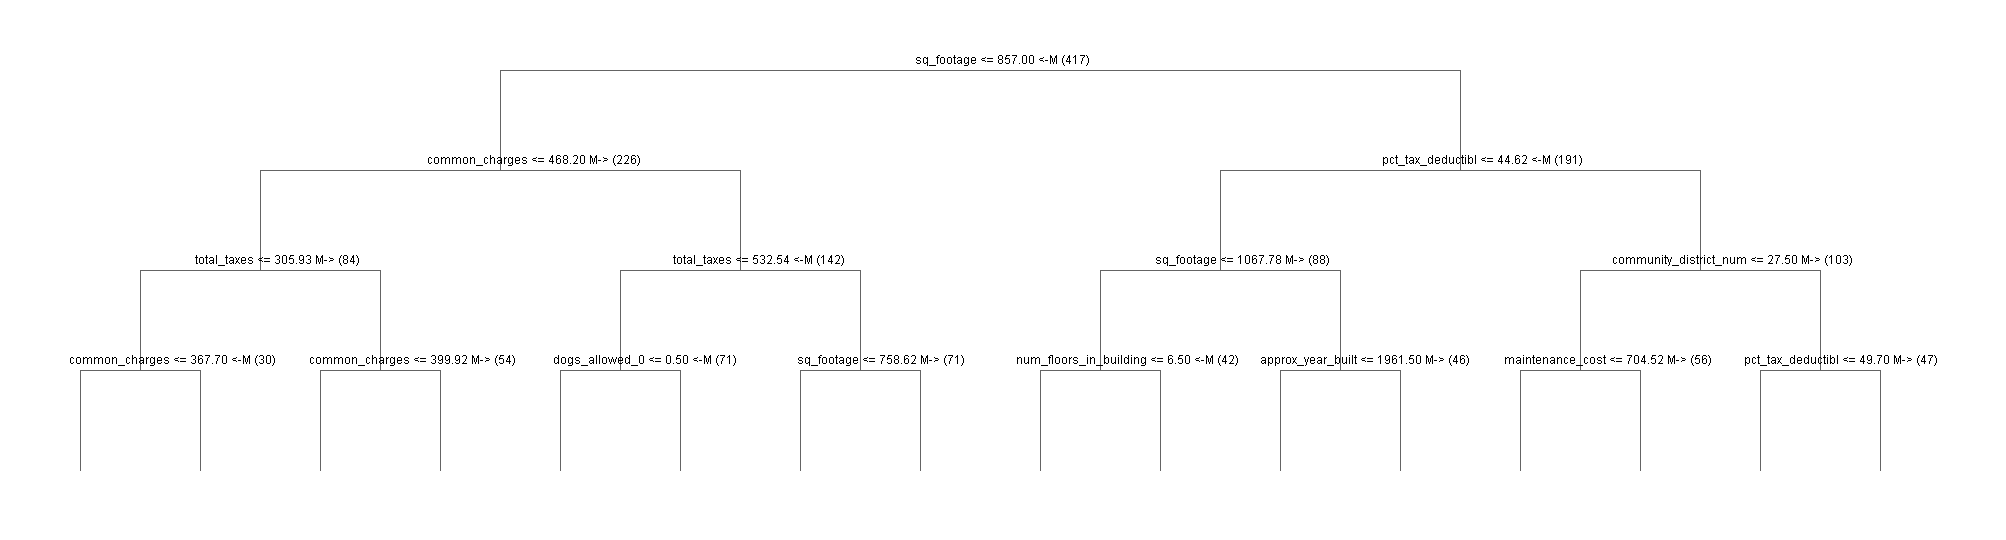 sq_footage <= 857.00 <-M (417)
common_charges <= 468.20 M-> (226)
pct_tax_deductibl <= 44.62 <-M (191)
total_taxes <= 305.93 M-> (84)
total_taxes <= 532.54 <-M (142)
sq_footage <= 1067.78 M-> (88)
community_district_num <= 27.50 M-> (103)
common_charges <= 367.70 <-M (30)
common_charges <= 399.92 M-> (54)
dogs_allowed_0 <= 0.50 <-M (71)
sq_footage <= 758.62 M-> (71)
num_floors_in_building <= 6.50 <-M (42)
approx_year_built <= 1961.50 M-> (46)
maintenance_cost <= 704.52 M-> (56)
pct_tax_deductibl <= 49.70 M-> (47)